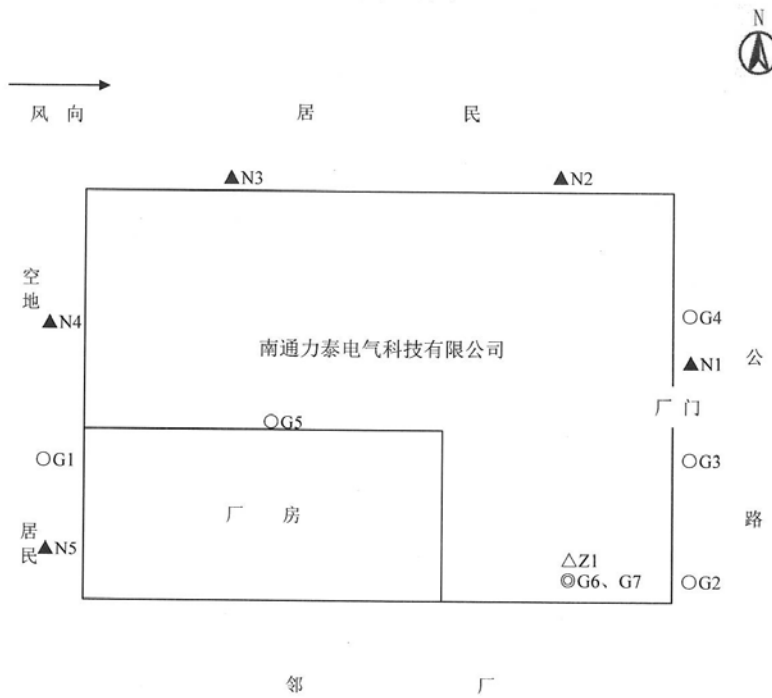 N
风 向
居 民
▲N3
▲N2
空
地
▲N4
○G4
南通力泰电气科技有限公司
▲N1
公
厂 门
○G5
○G1
○G3
厂 房
路
居
民
▲N5
△Z1
◎G6、G7
○G2
邻 厂